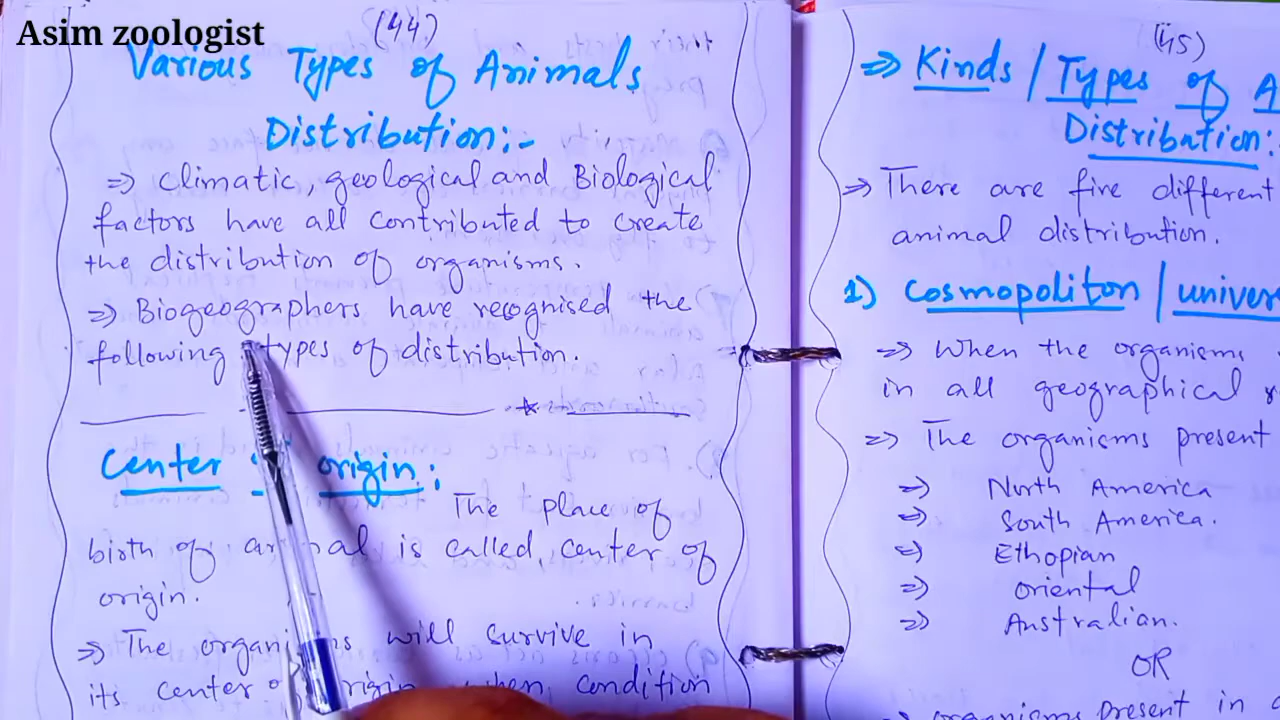 Asim zoologist
(44.)
Various Types of Animals
Distribution:-
⇒ Climatic, geological and Biological
factors have all contributed to create
the distribution of organisms.
⇒ Biogeographers have recognised the
following types of distribution.
Center origin:
The place of
birth of is called, center of
origin.
⇒ The will survive in
its center when condition
(45)
⇒ Kinds / Types of A
Distribution:
⇒ There are five different
animal distribution.
1) Cosmopoliton / univer
⇒ When the organisms
in all geographical
⇒ The organisms present
⇒ North America
⇒ South America.
⇒ Ethopian
⇒ oriental
⇒ Australian.
OR
⇒ organisms present in a